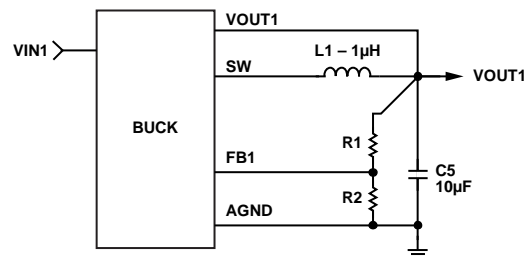 VOUT1
L1 – 1µH
VIN1
SW
VOUT1
BUCK
R1
FB1
C5
10µF
R2
AGND